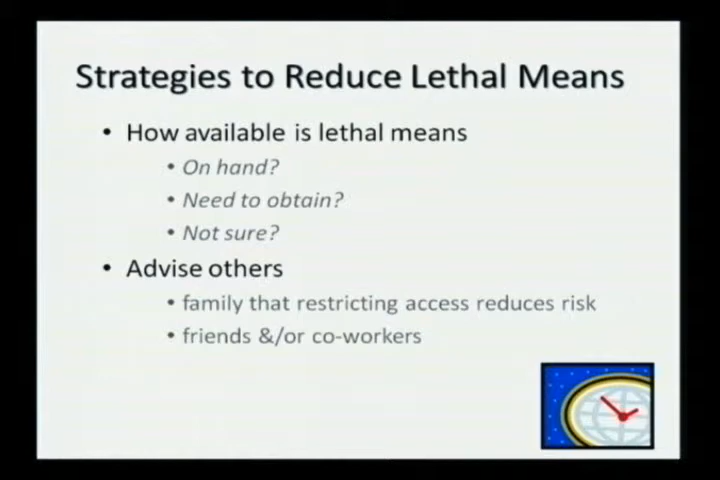 Strategies to Reduce Lethal Means
• How available is lethal means
• On hand?
• Need to obtain?
• Not sure?
• Advise others
• family that restricting access reduces risk
• friends &/or co-workers